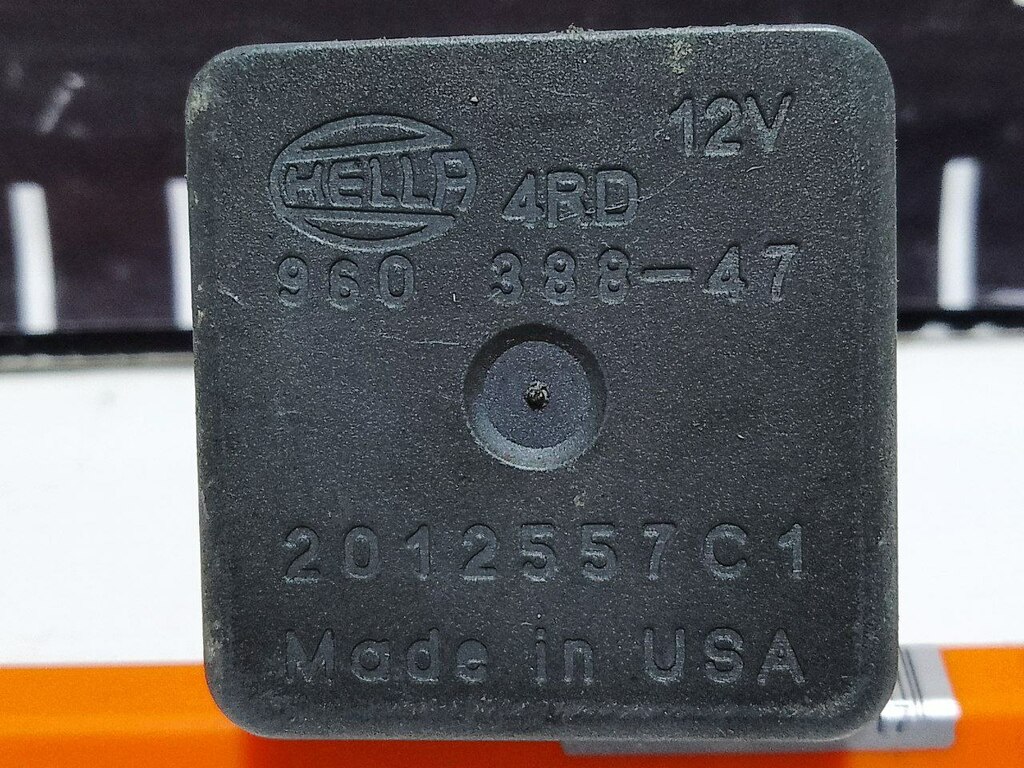 12V
HELLA 4RD
960 388-47
2012557C1
Made in USA